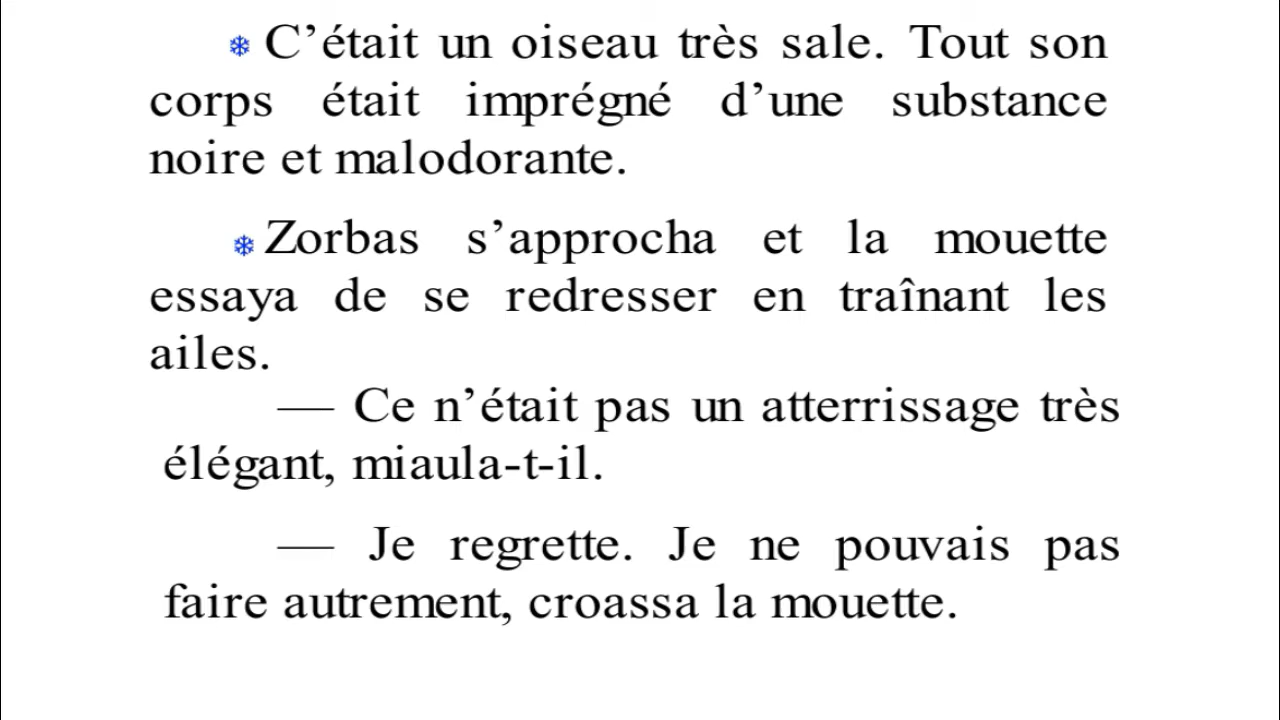 C’était un oiseau très sale. Tout son
corps était imprégné d’une substance
noire et malodorante.
Zorbas s’approcha et la mouette
essaya de se redresser en traînant les
ailes.
— Ce n’était pas un atterrissage très
élégant, miaula-t-il.
— Je regrette. Je ne pouvais pas
faire autrement, croassa la mouette.